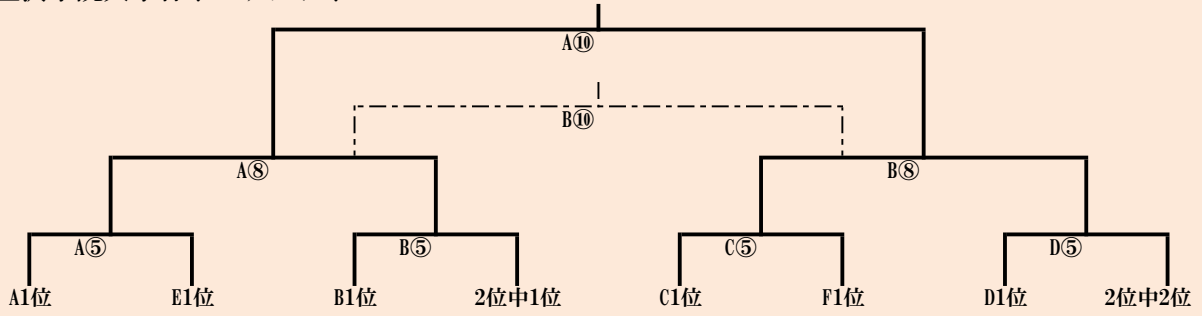 A⑩
B⑩
A⑧ B⑧
A⑤ B⑤ C⑤ D⑤
A1位 E1位 B1位 2位中1位 C1位 F1位 D1位 2位中2位